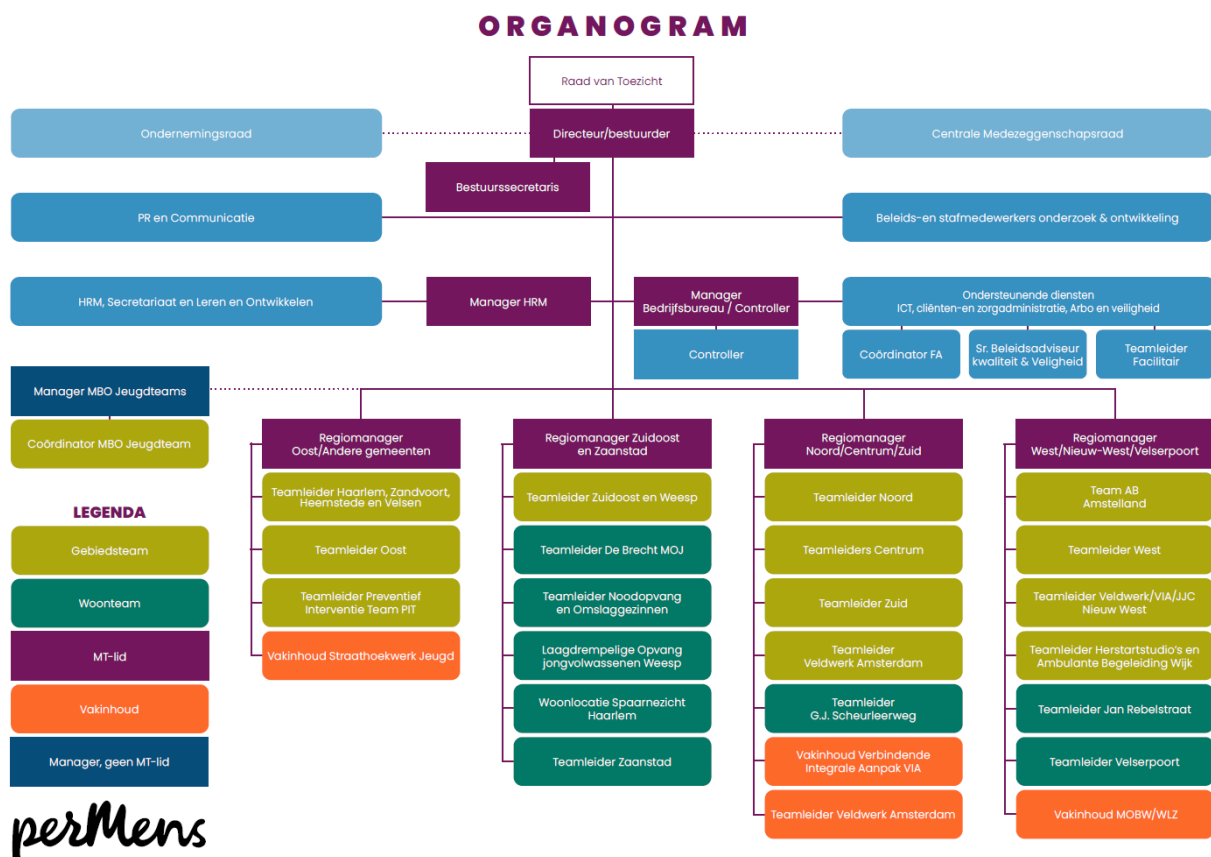 ORGANOGRAM
Raad van Toezicht
Ondernemingsraad
Directeur/bestuurder
Centrale Medezeggenschapsraad
Bestuurssecretaris
PR en Communicatie
Beleids-en stafmedewerkers onderzoek & ontwikkeling
HRM, Secretariaat en Leren en Ontwikkelen
Manager HRM
Manager
Bedrijfsbureau / Controller
Ondersteunende diensten
ICT, cliënten-en zorgadministratie, Arbo en veiligheid
Controller
Coördinator FA
Sr. Beleidsadviseur
kwaliteit & Veligheid
Teamleider
Facilitair
Manager MBO Jeugdteams
Coördinator MBO Jeugdteam
Regiomanager
Oost/Andere gemeenten
Teamleider Haarlem, Zandvoort,
Heemstede en Velsen
Teamleider Oost
Teamleider Preventief
Interventie Team PIT
Vakinhoud Straathoekwerk Jeugd
Regiomanager Zuidoost
en Zaanstad
Teamleider Zuidoost en Weesp
Teamleider De Brecht MOJ
Teamleider Noodopvang
en Omslaggezinnen
Laagdrempelige Opvang
jongvolwassenen Weesp
Woonlocatie Spaarnezicht
Haarlem
Teamleider Zaanstad
Regiomanager
Noord/Centrum/Zuid
Teamleider Noord
Teamleiders Centrum
Teamleider Zuid
Teamleider
Veldwerk Amsterdam
Teamleider
G.J. Scheurleerweg
Vakinhoud Verbindende
Integrale Aanpak VIA
Teamleider Veldwerk Amsterdam
Regiomanager
West/Nieuw-West/Velserpoort
Team AB
Amstelland
Teamleider West
Teamleider Veldwerk/VIA/JJC
Nieuw West
Teamleider Herstartstudio's en
Ambulante Begeleiding Wijk
Teamleider Jan Rebelstraat
Teamleider Velserpoort
Vakinhoud MOBW/WLZ
LEGENDA
Gebiedsteam
Woonteam
MT-lid
Vakinhoud
Manager, geen MT-lid
perMens